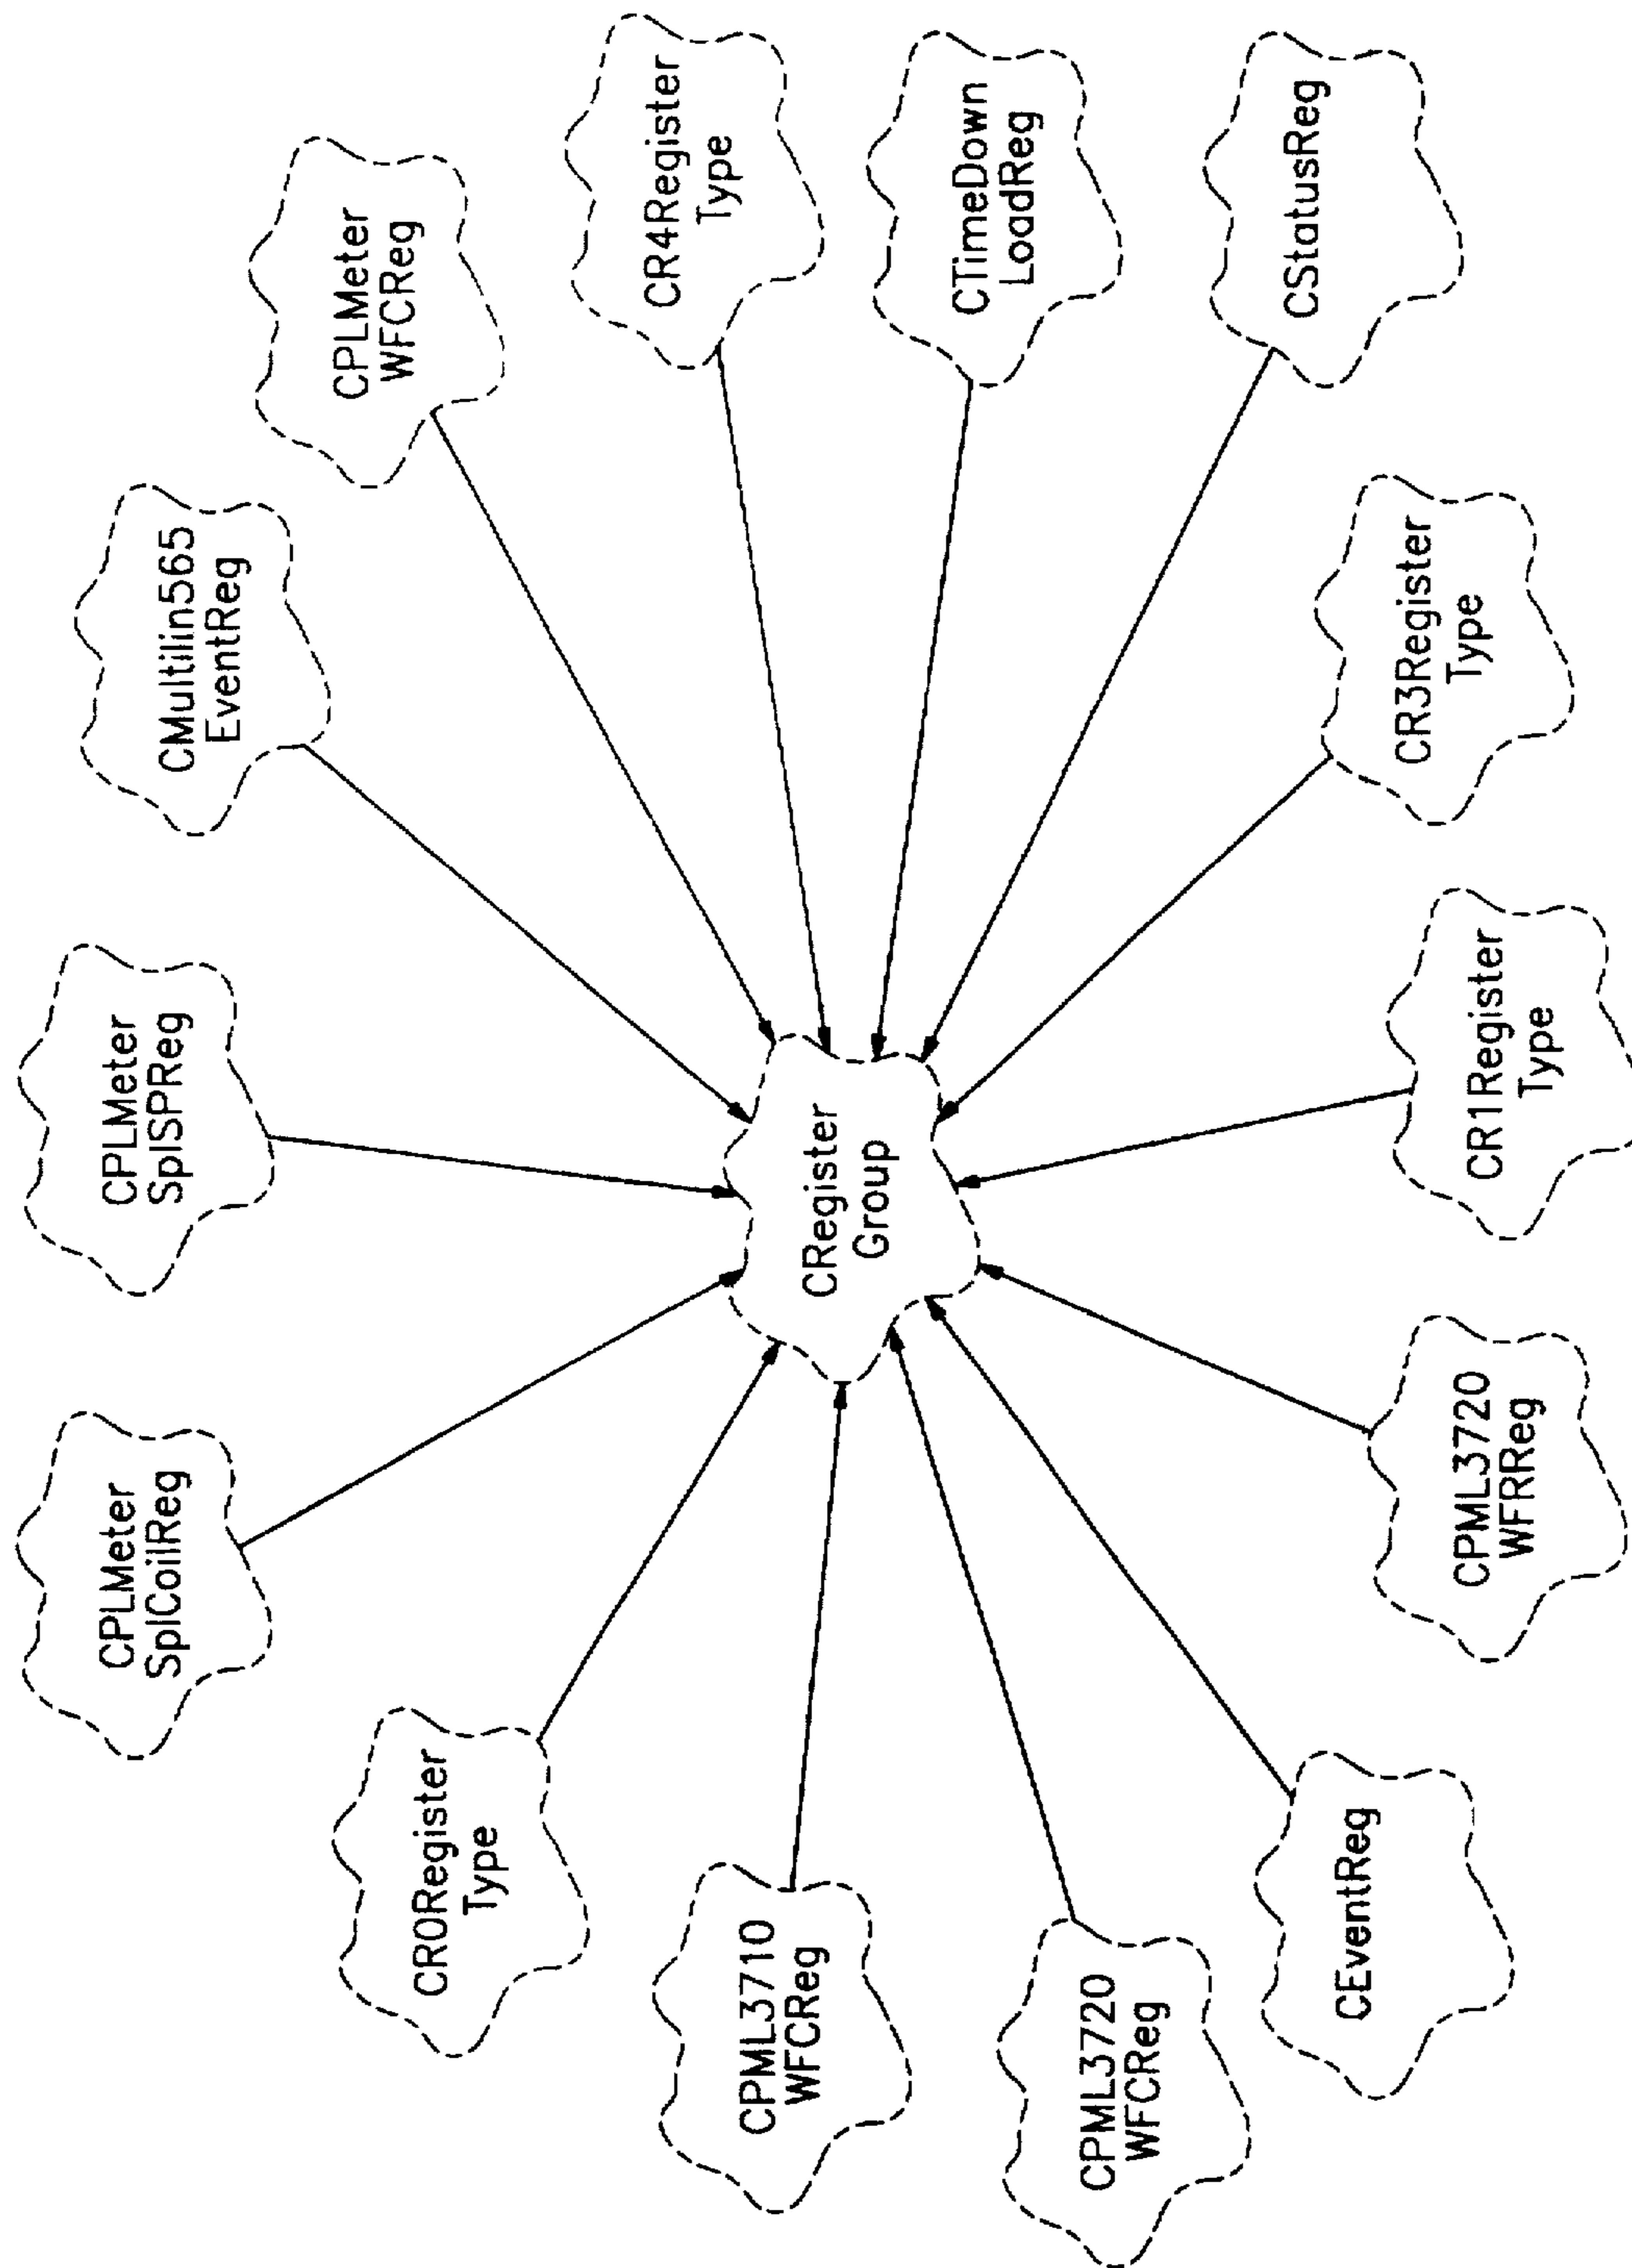 CPLMeter
SplCoilReg
CPLMeter
SplSPReg
CMultilin565
EventReg
CPLMeter
WFCReg
CR0Register
Type
CR4Register
Type
CPML3710
WFCReg
CRegister
Group
CTimeDown
LoadReg
CPML3720
WFCReg
CStatusReg
CEventReg
CPML3720
WFRReg
CR1Register
Type
CR3Register
Type